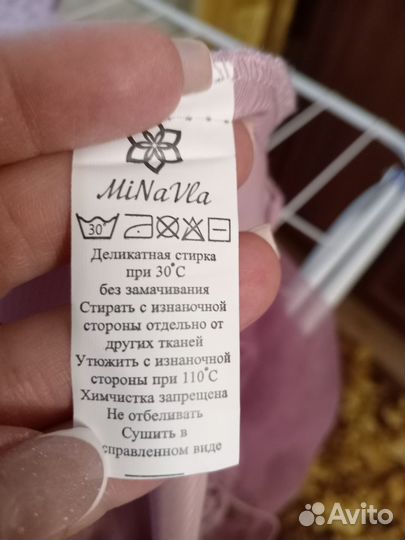 MiNaVla
30°
Деликатная стирка
при 30°C
без замачивания
Стирать с изнаночной
стороны отдельно от
других тканей
Утюжить с изнаночной
стороны при 110°C
Химчистка запрещена
Не отбеливать
Сушить в
справленном виде
Avito